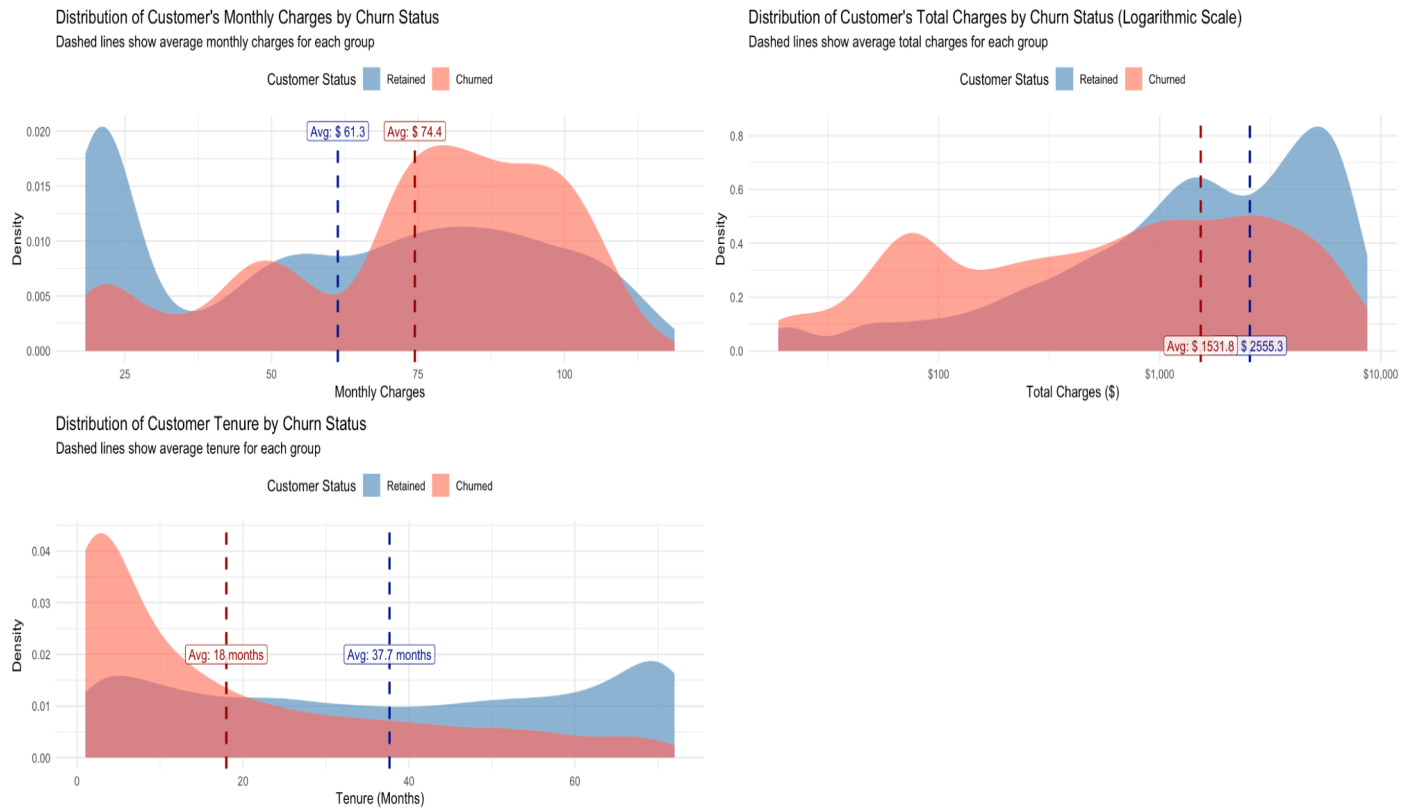 Distribution of Customer's Monthly Charges by Churn Status
Dashed lines show average monthly charges for each group
Customer Status Retained Churned
Avg: $ 61.3 Avg: $ 74.4
0.020
0.015
0.010
0.005
0.000
Density
25 50 75 100
Monthly Charges
Distribution of Customer's Total Charges by Churn Status (Logarithmic Scale)
Dashed lines show average total charges for each group
Customer Status Retained Churned
0.8
0.6
0.4
0.2
0.0
Density
Avg: $ 1531.8 $ 2555.3
$100 $1,000 $10,000
Total Charges ($)
Distribution of Customer Tenure by Churn Status
Dashed lines show average tenure for each group
Customer Status Retained Churned
0.04
0.03
0.02
0.01
0.00
Density
Avg: 18 months Avg: 37.7 months
0 20 40 60
Tenure (Months)